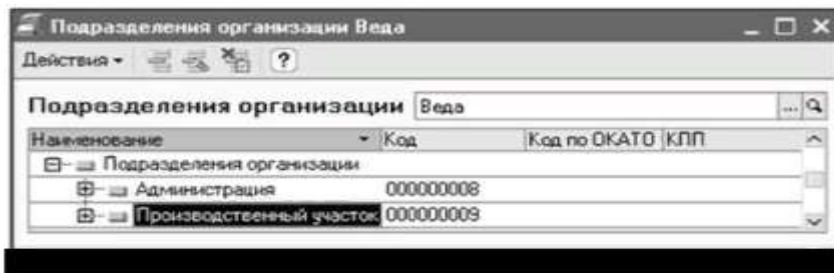 Подразделения организации Веда
Действия ?
Подразделения организации Веда ...
Наименование Код Код по ОКАТО КПП
Подразделения организации
Администрация 000000008
Производственный участок 000000009